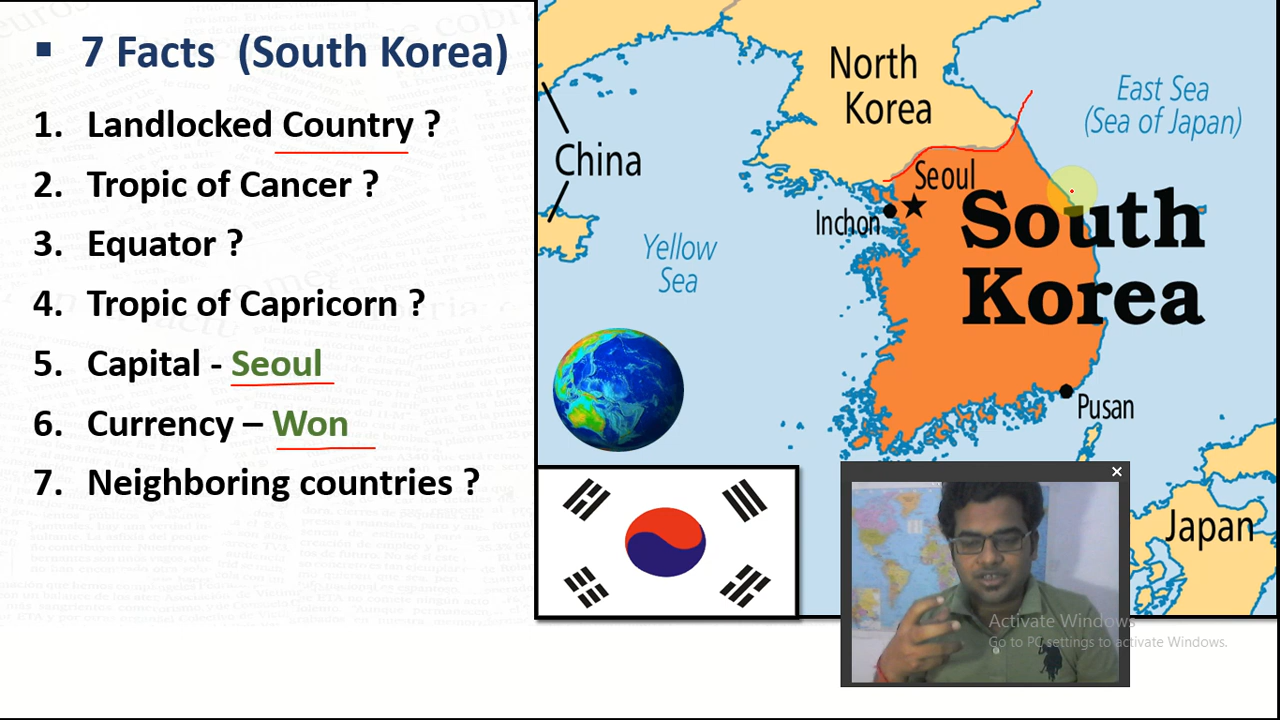 ▪ 7 Facts (South Korea)
1. Landlocked Country ?
2. Tropic of Cancer ?
3. Equator ?
4. Tropic of Capricorn ?
5. Capital - Seoul
6. Currency – Won
7. Neighboring countries ?
North
Korea
East Sea
(Sea of Japan)
China
Seoul
Inchon
South
Korea
Yellow
Sea
Pusan
Japan
Activate Windows
Go to PC settings to activate Windows.